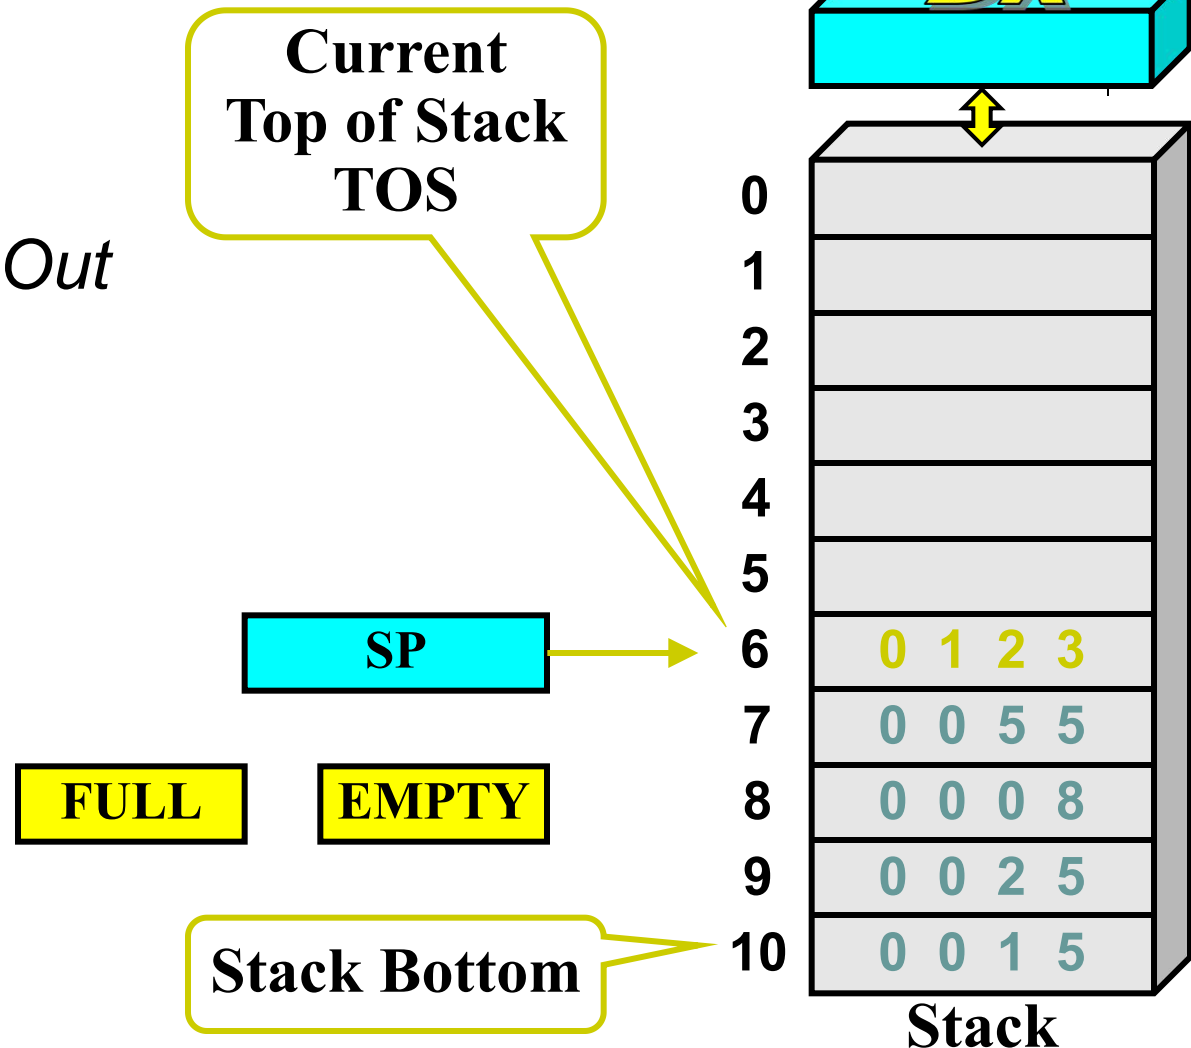 Current
Top of Stack
TOS
Out
0
1
2
3
4
5
SP
6 0 1 2 3
7 0 0 5 5
FULL EMPTY 8 0 0 0 8
9 0 0 2 5
Stack Bottom 10 0 0 1 5
Stack